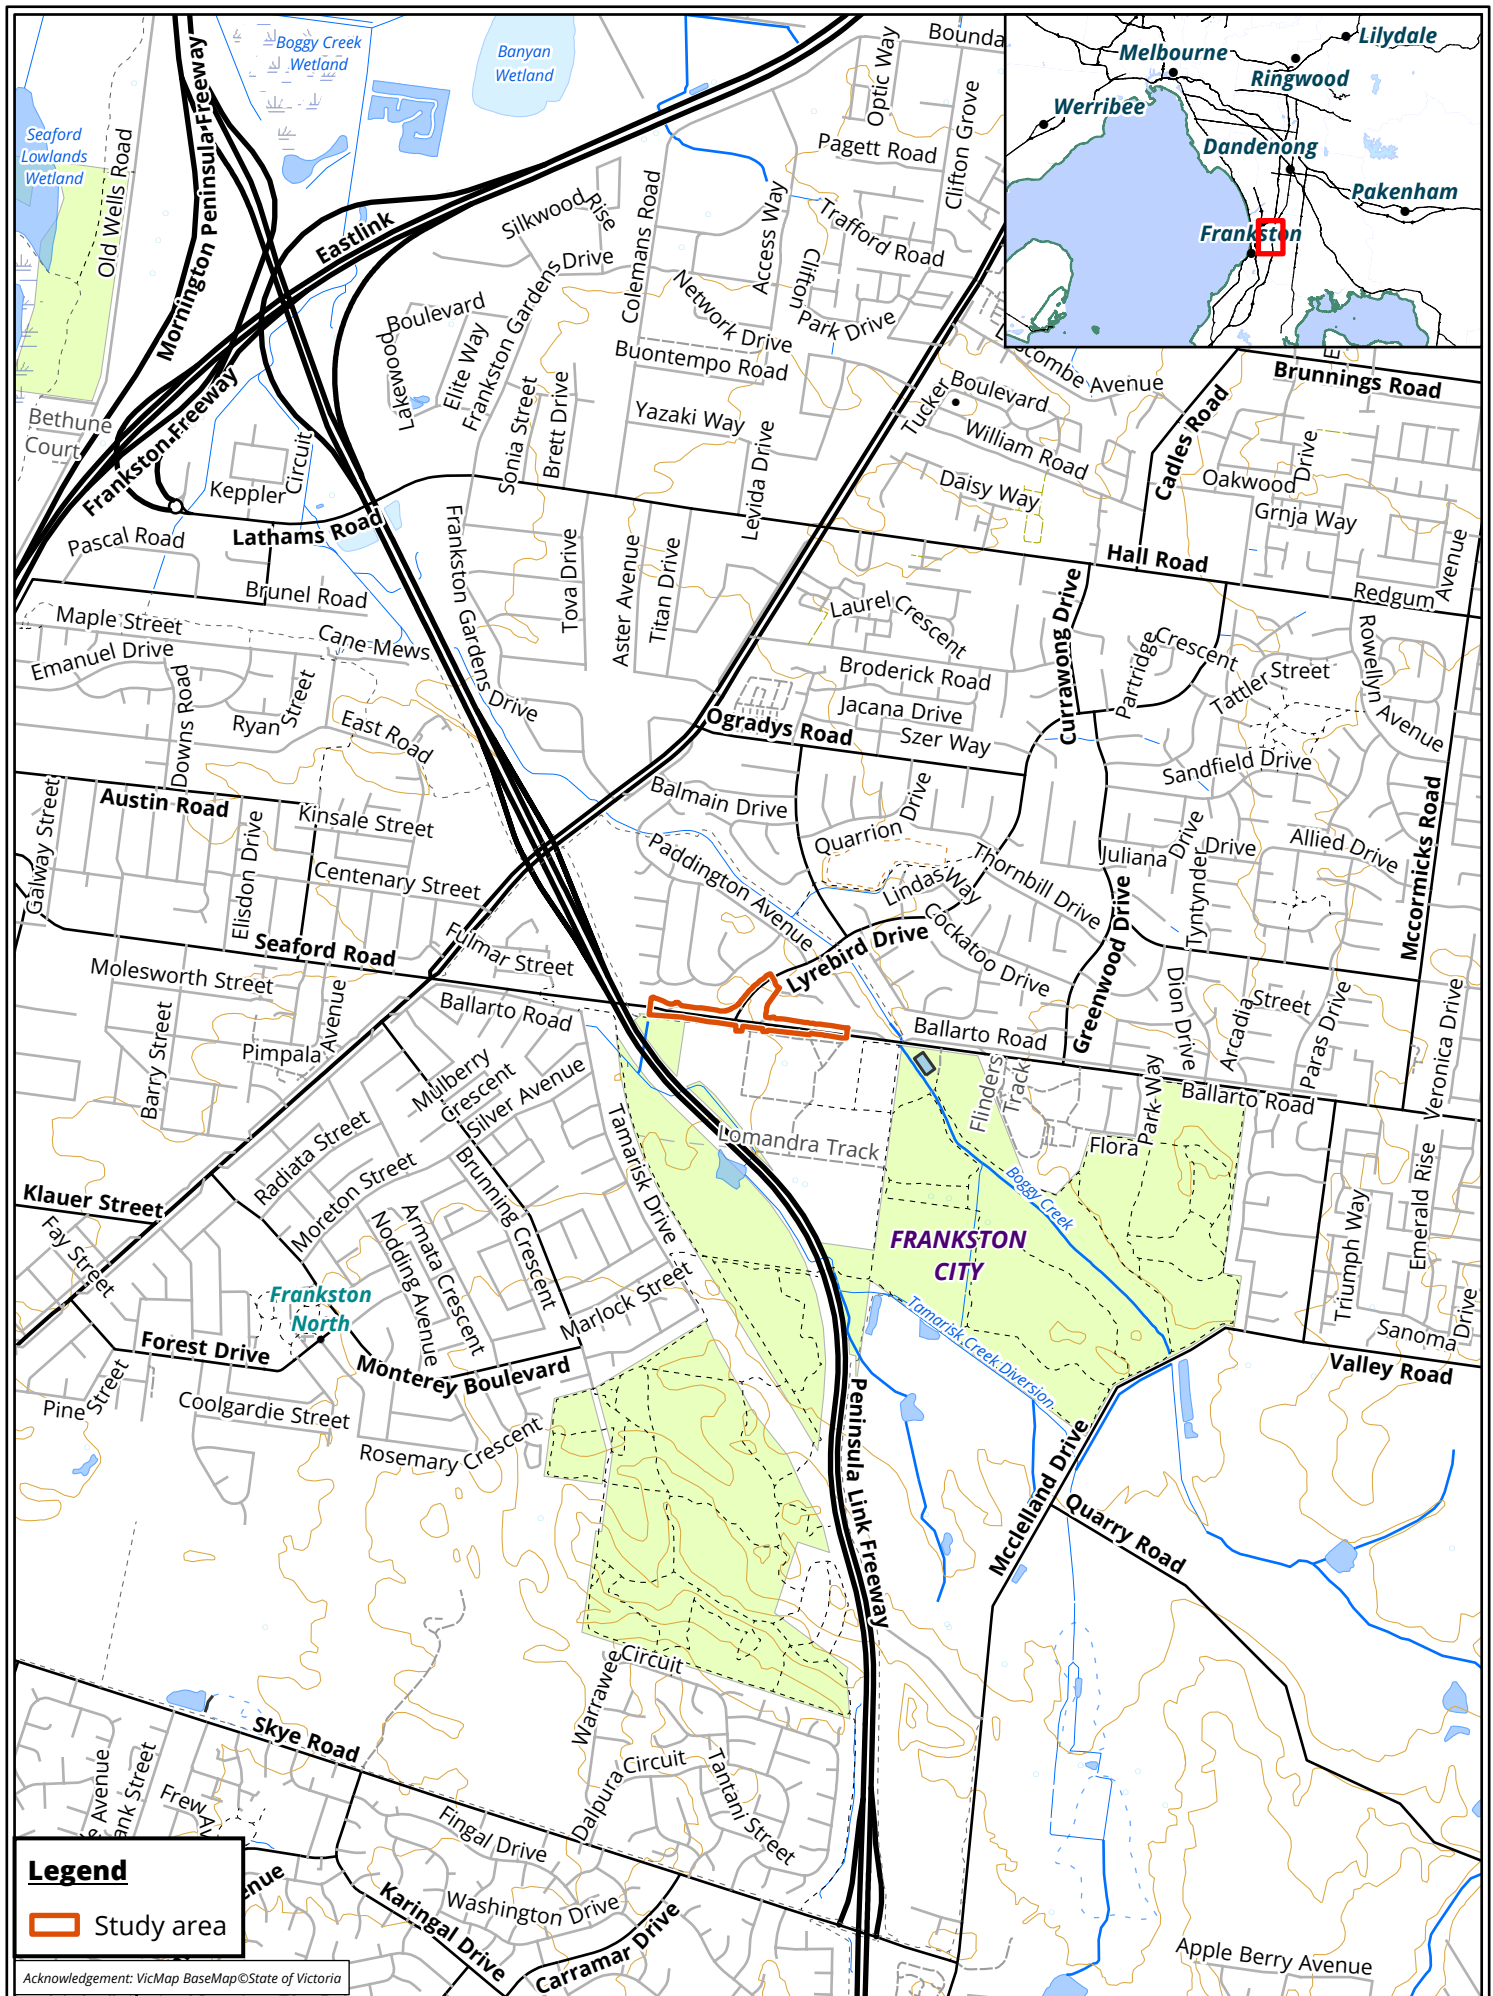 Boggy Creek
Wetland
Banyan
Wetland
Optic Way
Bounda
Melbourne
Lilydale
Ringwood
Werribee
Dandenong
Pakenham
Frankston
Seaford
Lowlands
Wetland
Old Wells Road
Mornington Peninsula Freeway
Eastlink
Silkwood
Rise
Drive
Colemans Road
Access Way
Pagett Road
Clifton Grove
Trafford Road
Clifton
Park Drive
Network Drive
Boulevard
Lakewood
Elite Way
Frankston Gardens
Buontempo Road
Yazaki Way
Sonia Street
Brett Drive
Levida Drive
Tucker
Boulevard
scombe Avenue
William Road
Daisy Way
Cadles Road
Brunnings Road
Oakwood
Drive
Grnja Way
Bethune
Court
Frankston Freeway
Keppler
Circuit
Lathams Road
Pascal Road
Brunel Road
Hall Road
Redgum
Avenue
Maple Street
Cane Mews
Emanuel Drive
Downs Road
Ryan
Street
East Road
Frankston Gardens Drive
Tova Drive
Aster Avenue
Titan Drive
Laurel Crescent
Broderick Road
Jacana Drive
Szer Way
Ogradys Road
Currawong Drive
Partridge
Crescent
Tattler
Street
Rowellyn Avenue
Sandfield Drive
Austin Road
Galway Street
Elisdon Drive
Kinsale Street
Centenary Street
Balmain Drive
Quarrion
Drive
Paddington Avenue
Lindas
Way
Thornbill Drive
Juliana
Drive
Tyntynder
Drive
Allied Drive
Mccormicks Road
Seaford Road
Fulmar Street
Molesworth Street
Lyrebird Drive
Cockatoo Drive
Greenwood Drive
Dion Drive
Arcadia
Street
Paras Drive
Veronica Drive
Ballarto Road
Ballarto Road
Ballarto Road
Barry Street
Pimpala
Avenue
Mulberry
Crescent
Silver Avenue
Radiata Street
Moreton Street
Brunning Crescent
Tamarisk Drive
Lomandra Track
Flinders
Track
Flora
Park Way
Boggy Creek
FRANKSTON
CITY
Tamarisk Creek Diversion
Klauer Street
Fay Street
Armata Crescent
Nodding Avenue
Marlock Street
Frankston
North
Forest Drive
Monterey Boulevard
Pine
Street
Coolgardie Street
Rosemary Crescent
Triumph Way
Emerald Rise
Sanoma
Drive
Valley Road
Peninsula Link Freeway
Mcclelland Drive
Quarry Road
Warrawee
Circuit
Skye Road
Dalpura
Circuit
Tantani Street
Frew
Av
e Avenue
ank Street
Fingal Drive
Washington Drive
Karingal Drive
Carramar Drive
enue
Apple Berry Avenue
Legend
Study area
Acknowledgement: VicMap BaseMap©State of Victoria